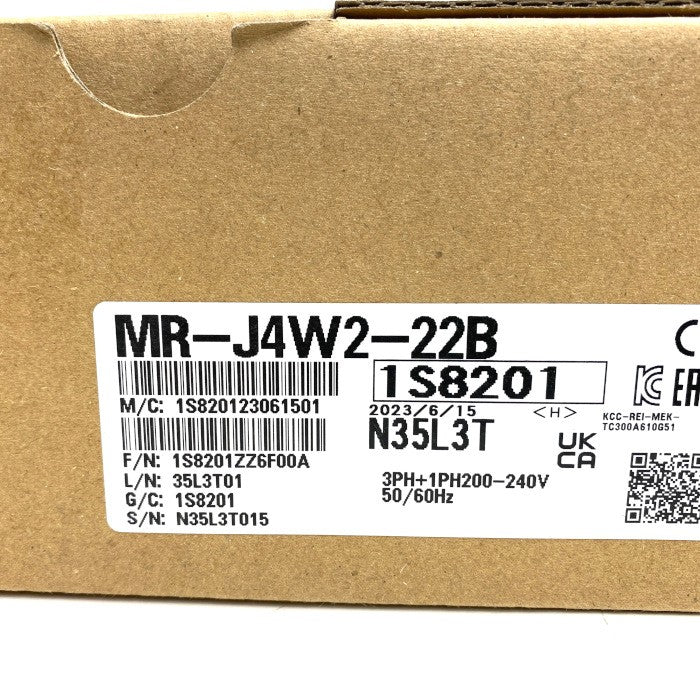 MR-J4W2-22B
1S8201
M/C: 1S820123061501
2023/6/15 <H>
N35L3T
F/N: 1S8201ZZ6F00A
L/N: 35L3T01
G/C: 1S8201
S/N: N35L3T015
3PH+1PH200-240V
50/60Hz
UK
CA
KC
KCC-REI-MEK-
TC300A610G51